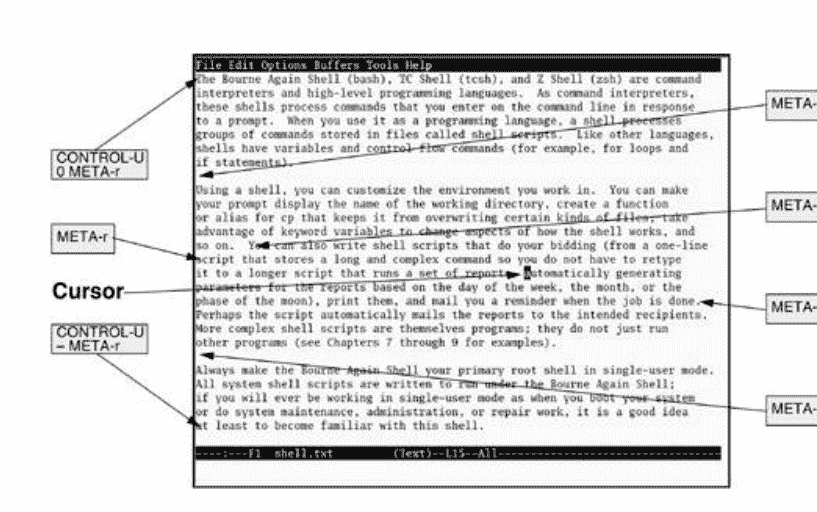 File Edit Options Buffers Tools Help
The Bourne Again Shell (bash), TC Shell (tcsh), and Z Shell (zsh) are command
interpreters and high-level programming languages. As command interpreters,
these shells process commands that you enter on the command line in response
to a prompt. When you use it as a programming language, a shell processes
groups of commands stored in files called shell scripts. Like other languages,
shells have variables and control flow commands (for example, for loops and
if statements).
Using a shell, you can customize the environment you work in. You can make
your prompt display the name of the working directory, create a function
or alias for cp that keeps it from overwriting certain kinds of files, take
advantage of keyword variables to change aspects of how the shell works, and
so on. You can also write shell scripts that do your bidding (from a one-line
script that stores a long and complex command so you do not have to retype
it to a longer script that runs a set of reports automatically generating
parameters for the reports based on the day of the week, the month, or the
phase of the moon), print them, and mail you a reminder when the job is done.
Perhaps the script automatically mails the reports to the intended recipients.
More complex shell scripts are themselves programs; they do not just run
other programs (see Chapters 7 through 9 for examples).
Always make the Bourne Again Shell your primary root shell in single-user mode.
All system shell scripts are written to run under the Bourne Again Shell;
if you will ever be working in single-user mode as when you boot your system
or do system maintenance, administration, or repair work, it is a good idea
at least to become familiar with this shell.
----:---F1 shell.txt (Text)--L15--All----
CONTROL-U
0 META-r
META-r
Cursor
CONTROL-U
– META-r
META-
META-
META-
META-